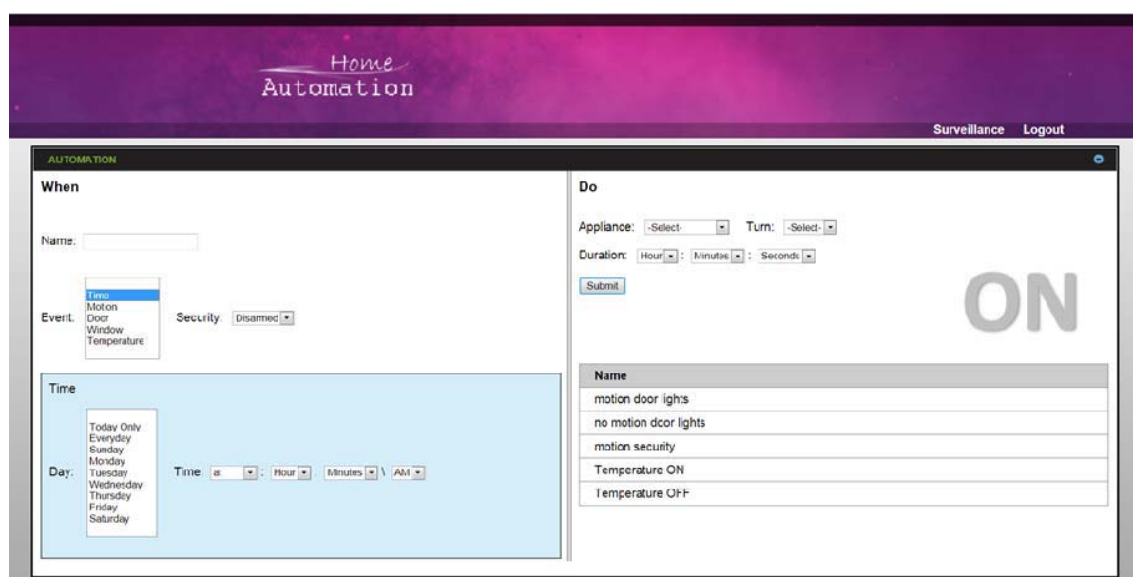 Home
Automation
Surveillance Logout
AUTOMATION
When
Name:
Event: Time
Motion
Door
Window
Temperature
Security: Disarmed
Time
Day: Today Only
Everyday
Sunday
Monday
Tuesday
Wednesday
Thursday
Friday
Saturday
Time: at : Hour : Minutes \ AM
Do
Appliance: -Select- Turn: -Select-
Duration: Hour : Minutes : Seconds
Submit
ON
Name
motion door lights
no motion door lights
motion security
Temperature ON
Temperature OFF